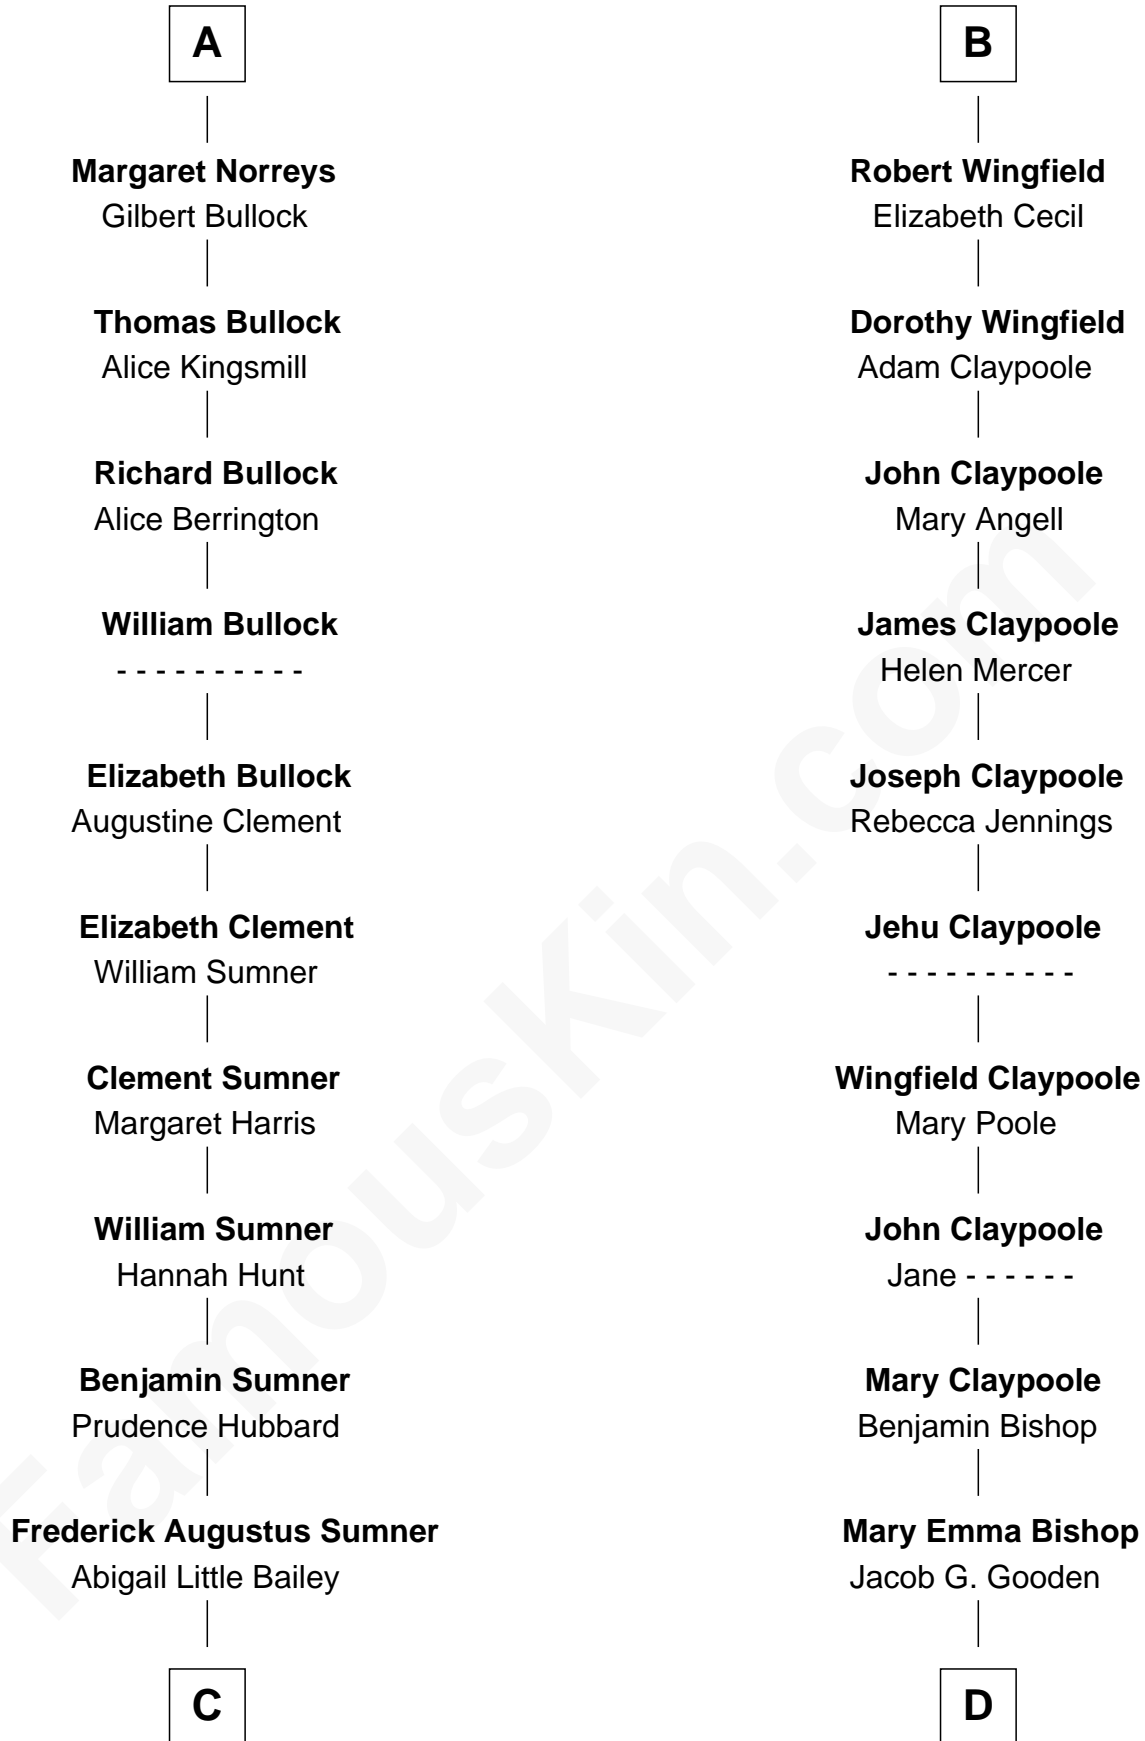 A
Margaret Norreys
Gilbert Bullock
Thomas Bullock
Alice Kingsmill
Richard Bullock
Alice Berrington
William Bullock
- - - - - - - - - -
Elizabeth Bullock
Augustine Clement
Elizabeth Clement
William Sumner
Clement Sumner
Margaret Harris
William Sumner
Hannah Hunt
Benjamin Sumner
Prudence Hubbard
Frederick Augustus Sumner
Abigail Little Bailey
C
B
Robert Wingfield
Elizabeth Cecil
Dorothy Wingfield
Adam Claypoole
John Claypoole
Mary Angell
James Claypoole
Helen Mercer
Joseph Claypoole
Rebecca Jennings
Jehu Claypoole
- - - - - - - - - -
Wingfield Claypoole
Mary Poole
John Claypoole
Jane - - - - - -
Mary Claypoole
Benjamin Bishop
Mary Emma Bishop
Jacob G. Gooden
D
FamousKin.com